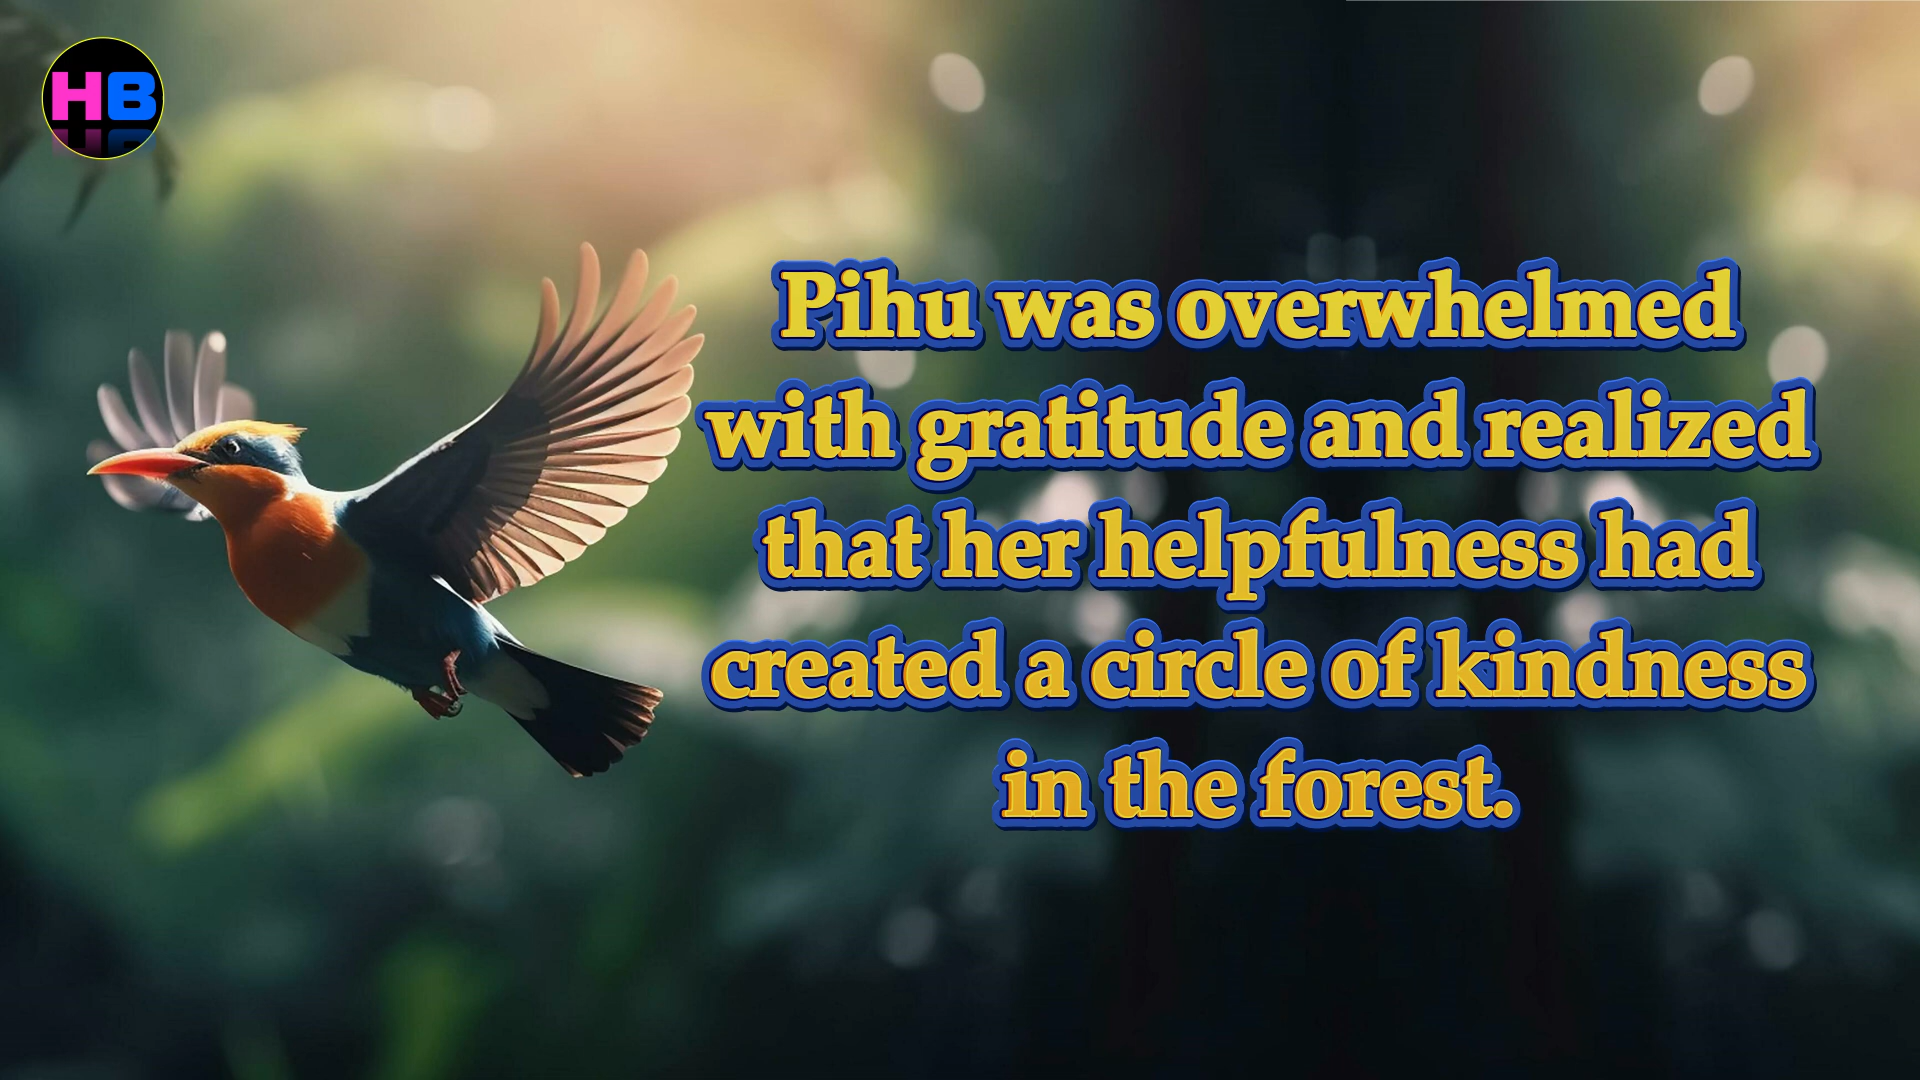 HB
Pihu was overwhelmed
with gratitude and realized
that her helpfulness had
created a circle of kindness
in the forest.